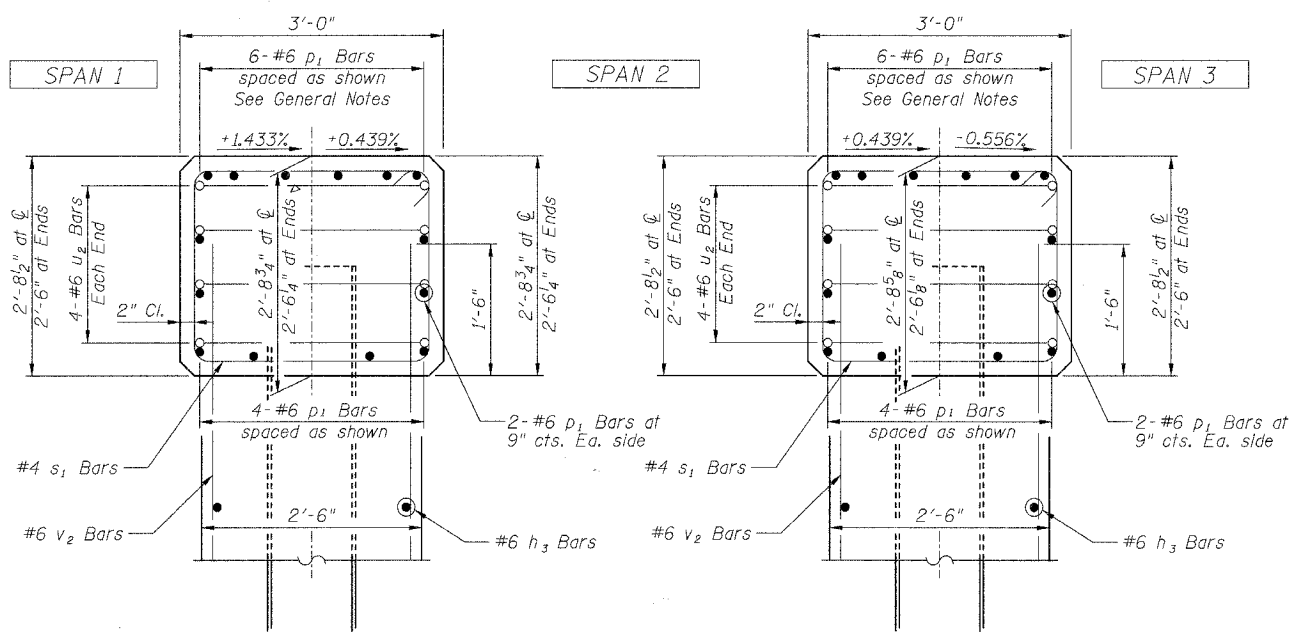 3'-0"
6-#6 p₁ Bars
spaced as shown
See General Notes
SPAN 1
+1.433%
+0.439%
2'-8½" at ℄
2'-6" at Ends
4-#6 u₂ Bars
Each End
2" Cl.
2'-8¾" at ℄
2'-6¼" at Ends
1'-6"
2'-8¾" at ℄
2'-6¼" at Ends
4-#6 p₁ Bars
spaced as shown
2-#6 p₁ Bars at
9" cts. Ea. side
#4 s₁ Bars
#6 v₂ Bars
2'-6"
#6 h₃ Bars
SPAN 2
3'-0"
6-#6 p₁ Bars
spaced as shown
See General Notes
SPAN 3
+0.439%
-0.556%
2'-8½" at ℄
2'-6" at Ends
4-#6 u₂ Bars
Each End
2" Cl.
2'-8⅝" at ℄
2'-6⅛" at Ends
1'-6"
2'-8½" at ℄
2'-6" at Ends
4-#6 p₁ Bars
spaced as shown
2-#6 p₁ Bars at
9" cts. Ea. side
#4 s₁ Bars
#6 v₂ Bars
2'-6"
#6 h₃ Bars